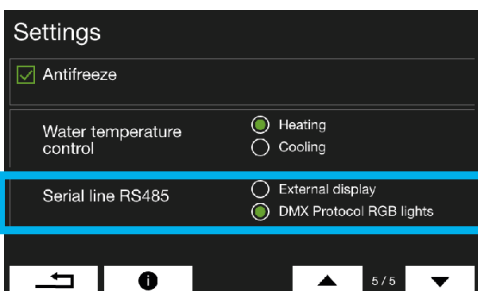 Settings
Antifreeze
Water temperature
control
Heating
Cooling
Serial line RS485
External display
DMX Protocol RGB lights
5/5